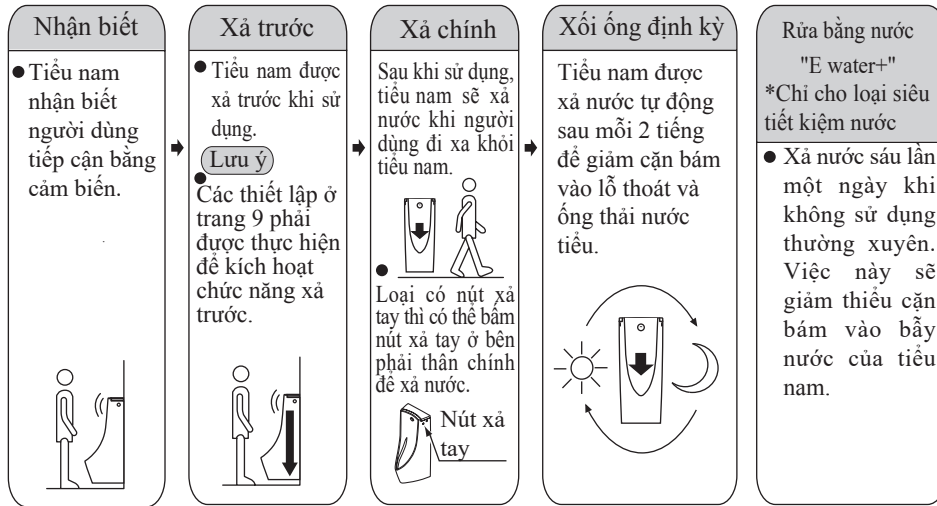 Nhận biết
● Tiểu nam
nhận biết
người dùng
tiếp cận bằng
cảm biến.
Xả trước
● Tiểu nam được
xả trước khi sử
dụng.
Lưu ý
●
Các thiết lập ở
trang 9 phải
được thực hiện
để kích hoạt
chức năng xả
trước.
Xả chính
Sau khi sử dụng,
tiểu nam sẽ xả
nước khi người
dùng đi xa khỏi
tiểu nam.
●
Loại có nút xả
tay thì có thể bấm
nút xả tay ở bên
phải thân chính
để xả nước.
Nút xả
tay
Xối ống định kỳ
Tiểu nam được
xả nước tự động
sau mỗi 2 tiếng
để giảm cặn bám
vào lỗ thoát và
ống thải nước
tiểu.
Rửa bằng nước
"E water+"
*Chỉ cho loại siêu
tiết kiệm nước
● Xả nước sáu lần
một ngày khi
không sử dụng
thường xuyên.
Việc này sẽ
giảm thiểu cặn
bám vào bẫy
nước của tiểu
nam.